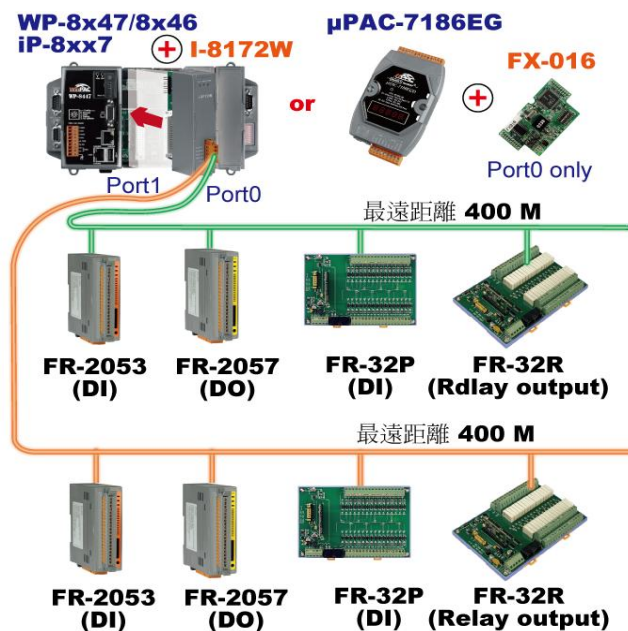 WP-8x47/8x46
iP-8xx7
+ I-8172W
or
µPAC-7186EG
+
FX-016
Port0 only
WP-8447
Port1
Port0
最遠距離 400 M
FR-2053
(DI)
FR-2057
(DO)
FR-32P
(DI)
FR-32R
(Rdlay output)
最遠距離 400 M
FR-2053
(DI)
FR-2057
(DO)
FR-32P
(DI)
FR-32R
(Relay output)